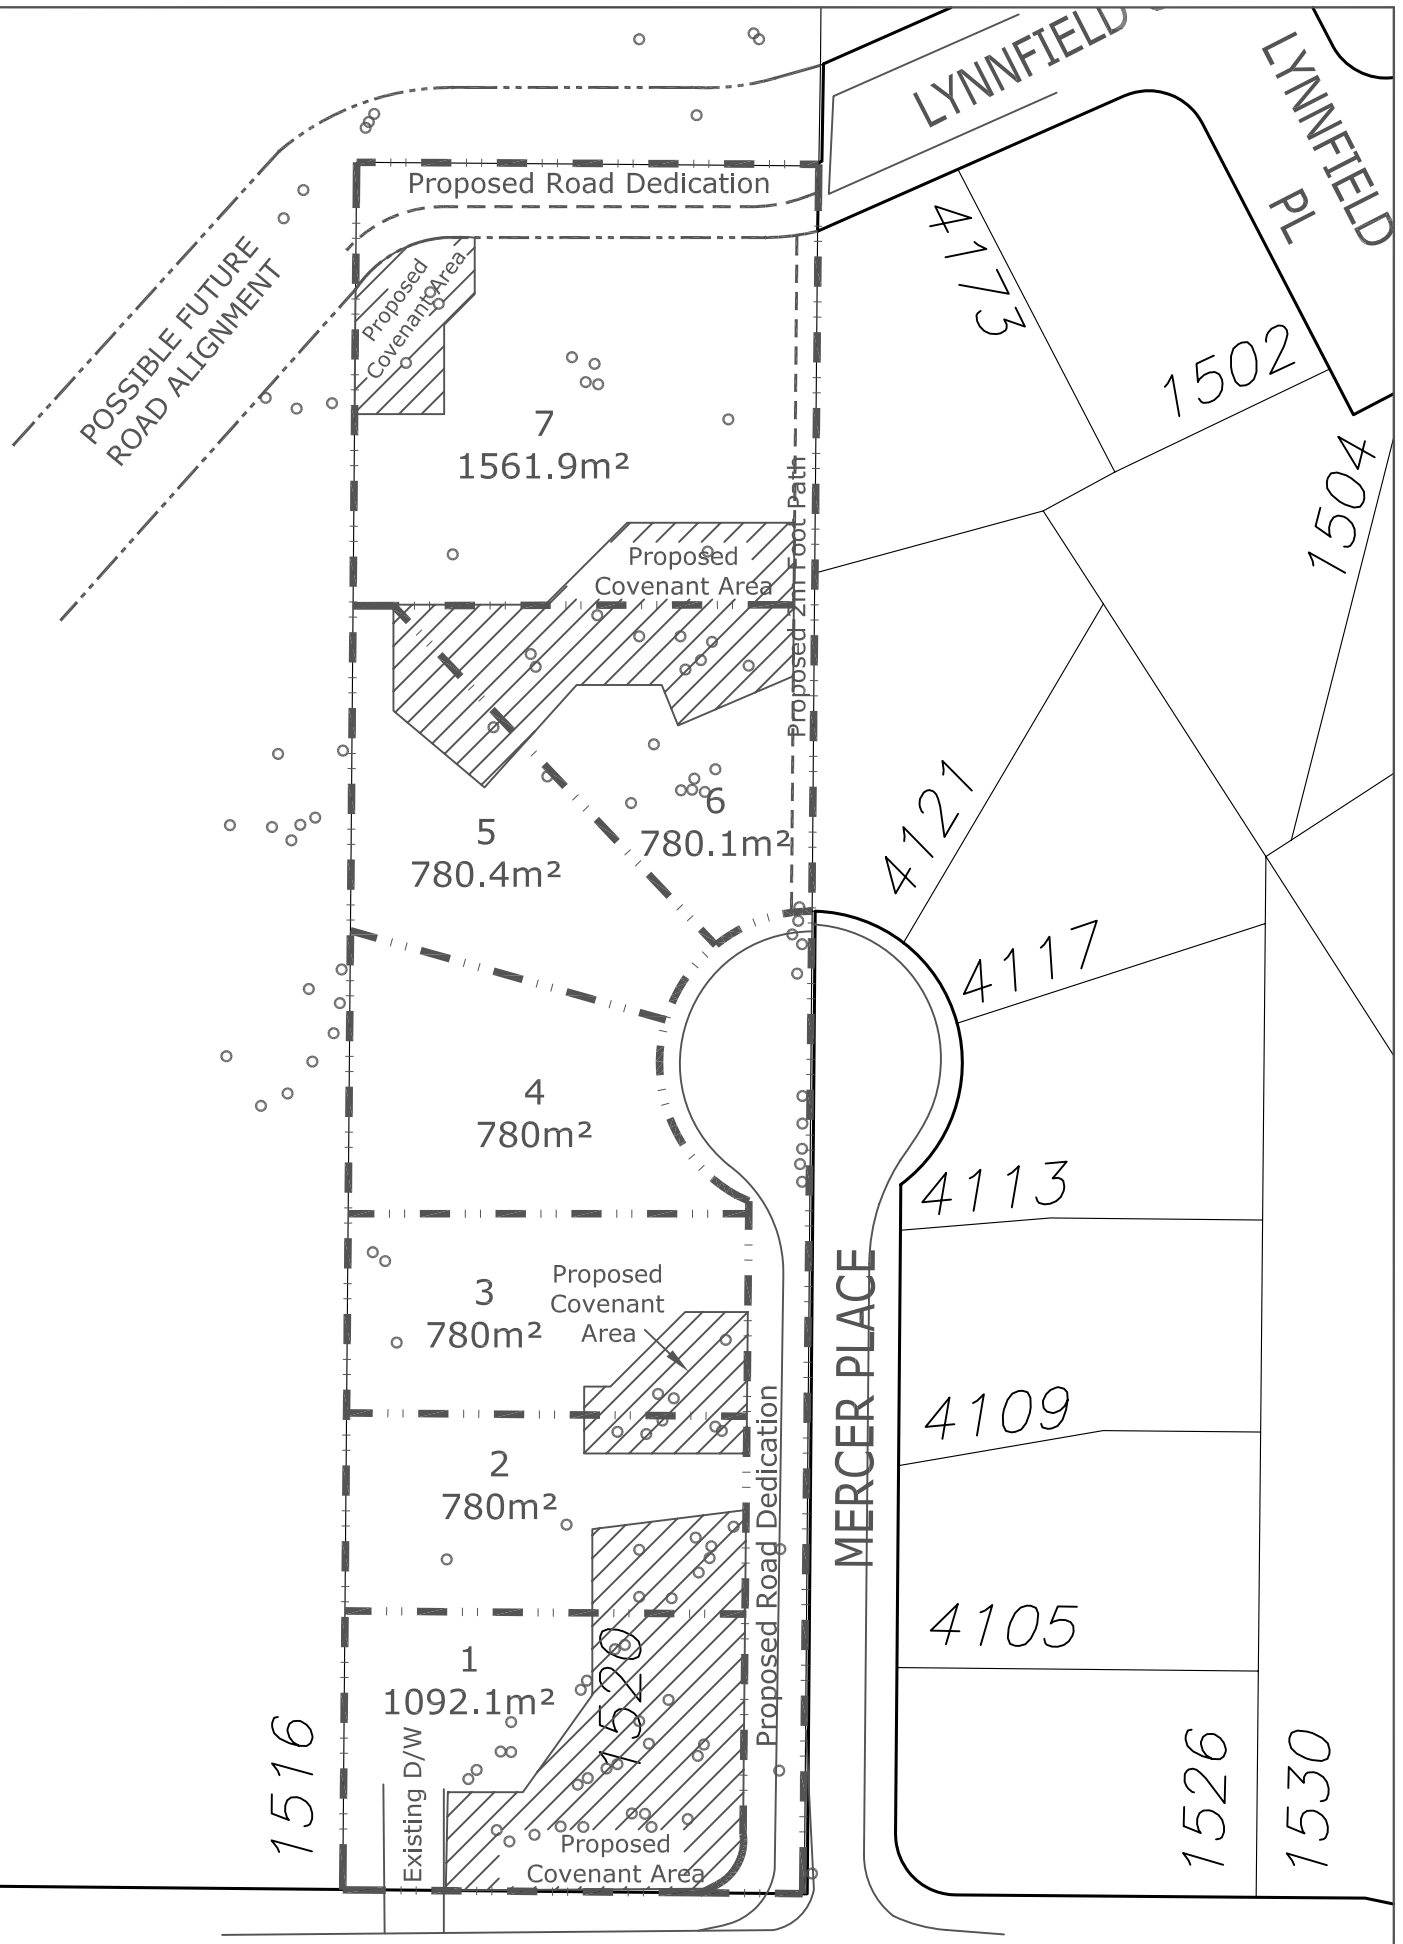 LYNNFIELD
LYNNFIELD
PL
Proposed Road Dedication
4173
POSSIBLE FUTURE
ROAD ALIGNMENT
Proposed
Covenant Area
1502
7
1561.9m²
1504
Proposed 2m Foot Path
Proposed
Covenant Area
4121
6
780.1m²
5
780.4m²
4117
4
780m²
4113
Proposed
Covenant
Area
3
780m²
MERCER PLACE
4109
2
780m²
Proposed Road Dedication
4105
1
1092.1m²
1520
1516
Existing D/W
1526
1530
Proposed
Covenant Area